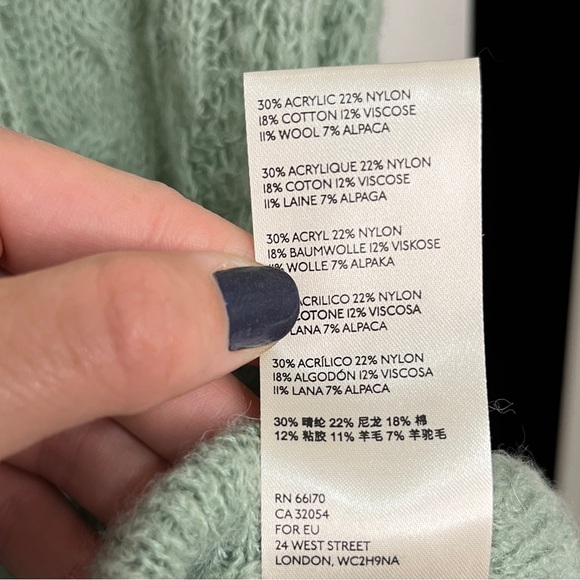 30% ACRYLIC 22% NYLON
18% COTTON 12% VISCOSE
11% WOOL 7% ALPACA
30% ACRYLIQUE 22% NYLON
18% COTON 12% VISCOSE
11% LAINE 7% ALPAGA
30% ACRYL 22% NYLON
18% BAUMWOLLE 12% VISKOSE
WOLLE 7% ALPAKA
ACRILICO 22% NYLON
COTONE 12% VISCOSA
LANA 7% ALPACA
30% ACRÍLICO 22% NYLON
18% ALGODÓN 12% VISCOSA
11% LANA 7% ALPACA
30% 晴纶 22% 尼龙 18% 棉
12% 粘胶 11% 羊毛 7% 羊驼毛
RN 66170
CA 32054
FOR EU
24 WEST STREET
LONDON, WC2H9NA